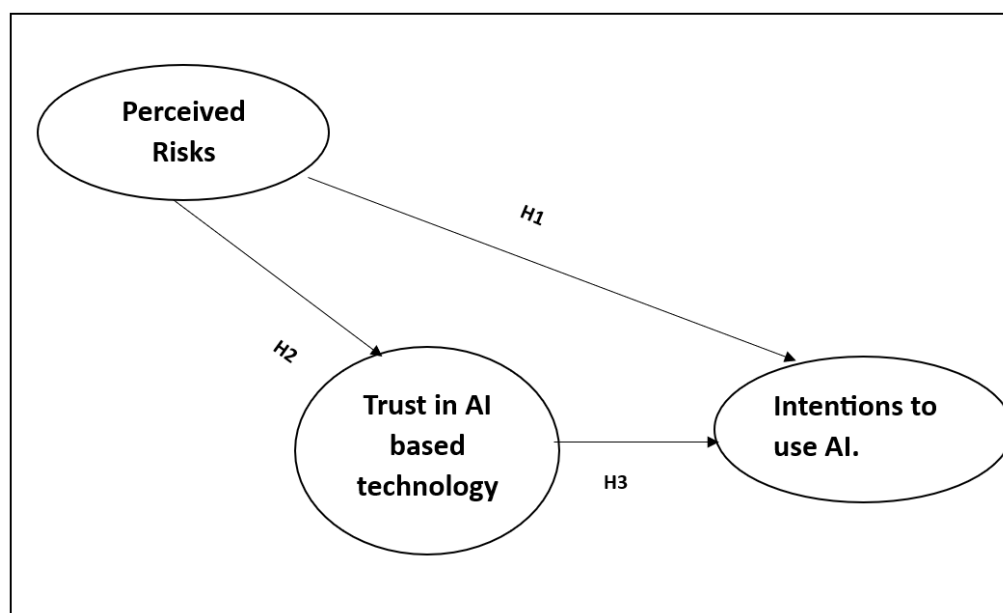 Perceived
Risks
H1
H2
Trust in AI
based
technology
Intentions to
use AI.
H3